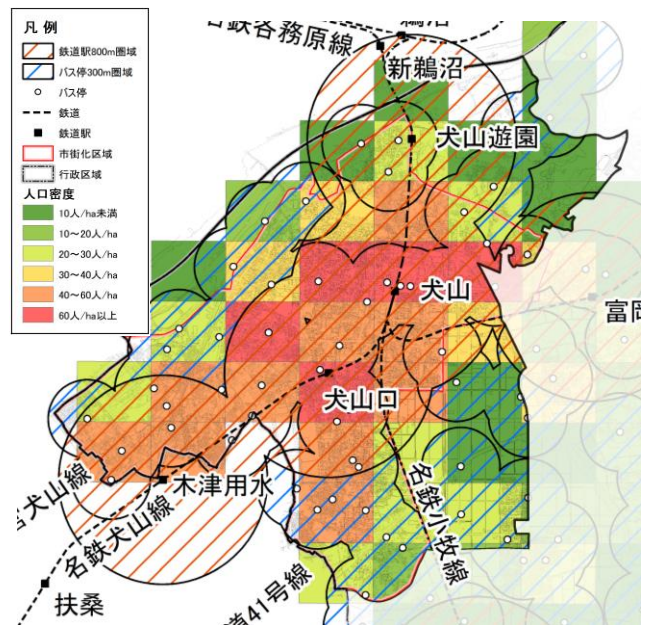 凡 例
鉄道駅800m圏域
バス停300m圏域
バス停
鉄道
鉄道駅
市街化区域
行政区域
人口密度
10人/ha未満
10～20人/ha
20～30人/ha
30～40人/ha
40～60人/ha
60人/ha以上
名鉄各務原線
鵜沼
新鵜沼
犬山遊園
犬山
富岡
犬山口
木津用水
犬山線
名鉄犬山線
名鉄小牧線
道41号線
扶桑